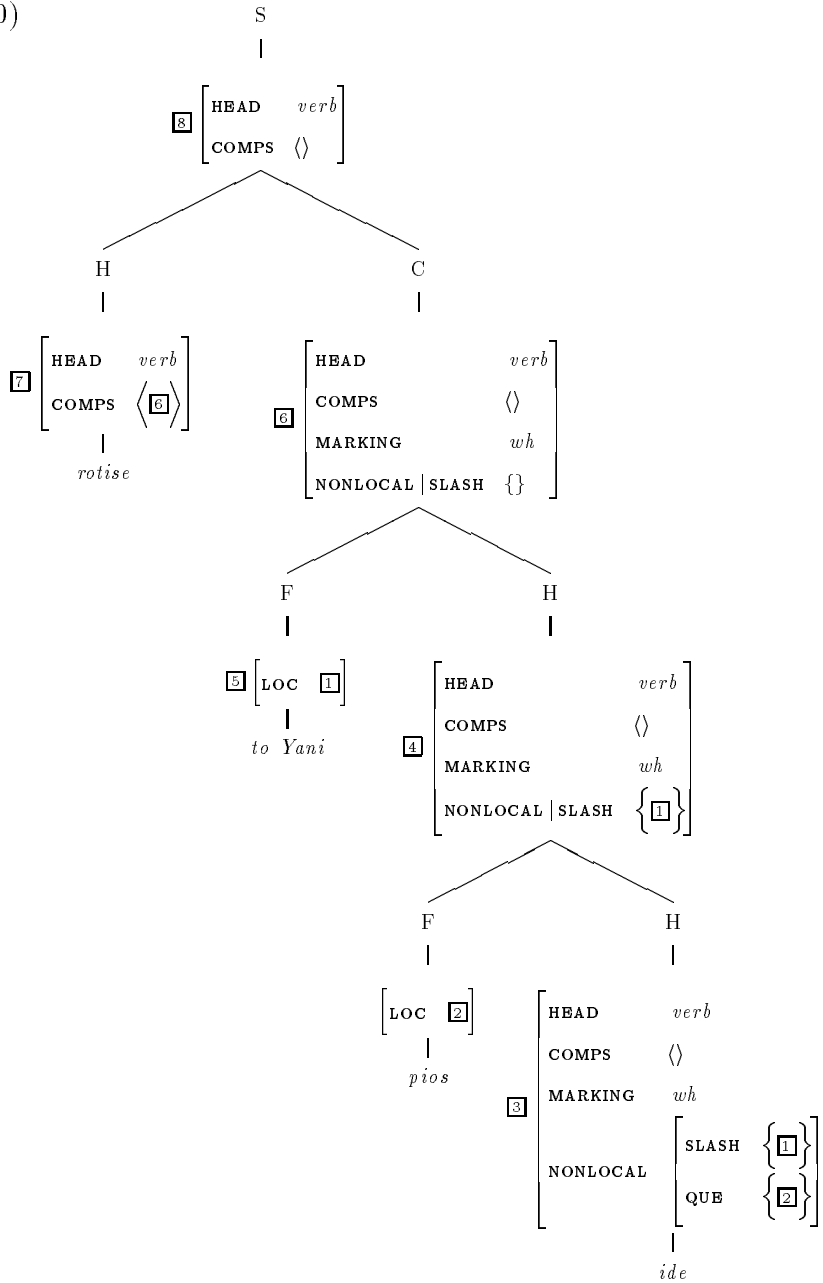 0)
S
8 HEAD verb
COMPS ⟨⟩
H C
7 HEAD verb
COMPS ⟨6⟩
rotise
6 HEAD verb
COMPS ⟨⟩
MARKING wh
NONLOCAL|SLASH {}
F H
5 LOC 1
to Yani
4 HEAD verb
COMPS ⟨⟩
MARKING wh
NONLOCAL|SLASH {1}
F H
LOC 2
pios
3 HEAD verb
COMPS ⟨⟩
MARKING wh
NONLOCAL
SLASH {1}
QUE {2}
ide